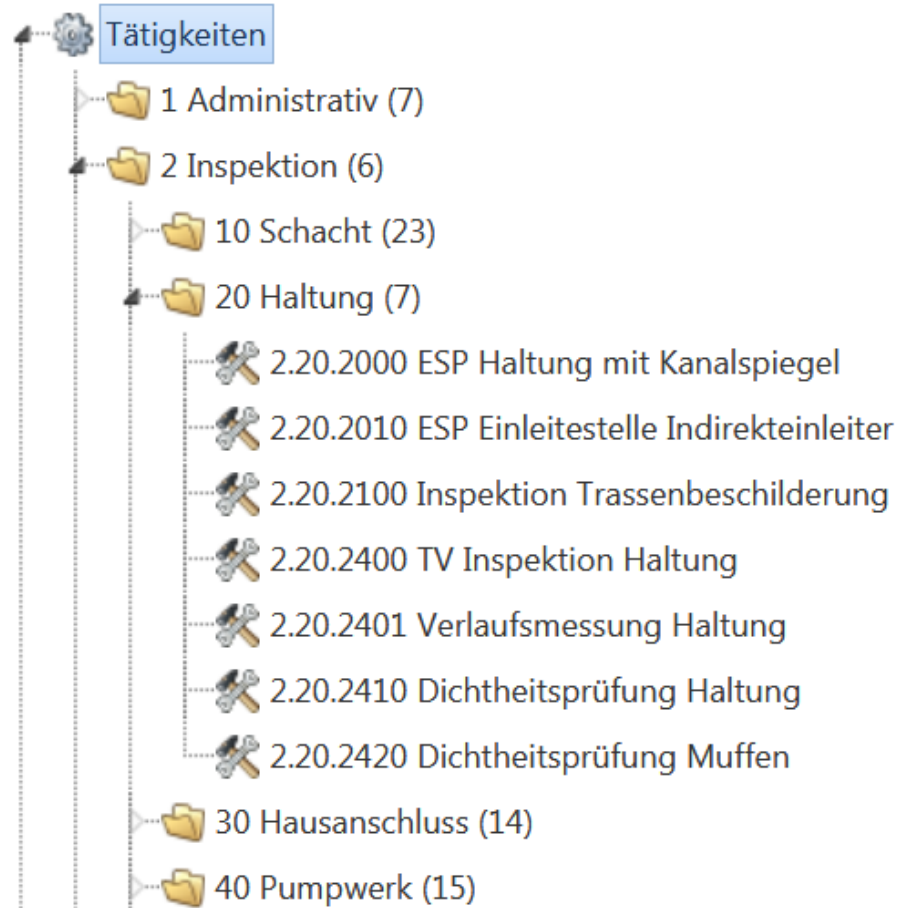 Tätigkeiten
1 Administrativ (7)
2 Inspektion (6)
10 Schacht (23)
20 Haltung (7)
2.20.2000 ESP Haltung mit Kanalspiegel
2.20.2010 ESP Einleitestelle Indirekteinleiter
2.20.2100 Inspektion Trassenbeschilderung
2.20.2400 TV Inspektion Haltung
2.20.2401 Verlaufsmessung Haltung
2.20.2410 Dichtheitsprüfung Haltung
2.20.2420 Dichtheitsprüfung Muffen
30 Hausanschluss (14)
40 Pumpwerk (15)